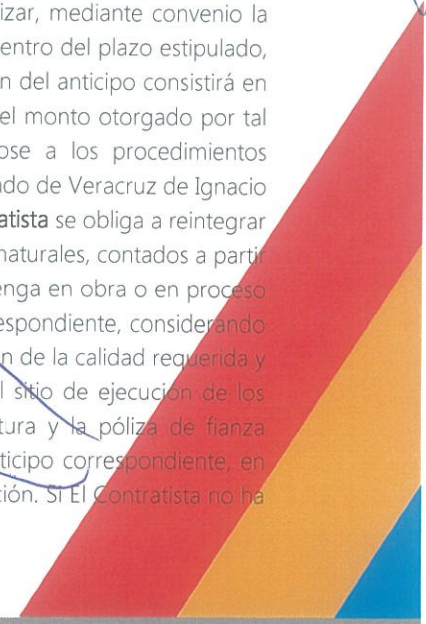 izar, mediante convenio la
entro del plazo estipulado,
n del anticipo consistirá en
el monto otorgado por tal
ose a los procedimientos
ado de Veracruz de Ignacio
atista se obliga a reintegrar
naturales, contados a partir
enga en obra o en proceso
espondiente, considerando
n de la calidad requerida y
l sitio de ejecución de los
tura y la póliza de fianza
ticipo correspondiente, en
ción. Si El Contratista no ha